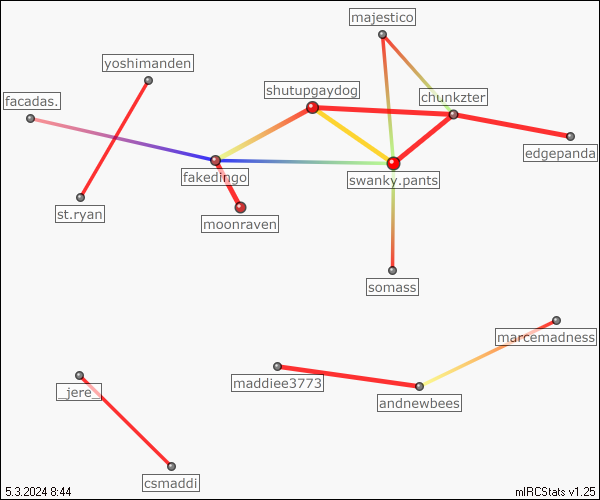 majestico
yoshimanden
shutupgaydog
chunkzter
facadas.
edgepanda
fakedingo
swanky.pants
st.ryan
moonraven
somass
marcemadness
maddiee3773
_jere_
andnewbees
csmaddi
5.3.2024 8:44
mIRCStats v1.25